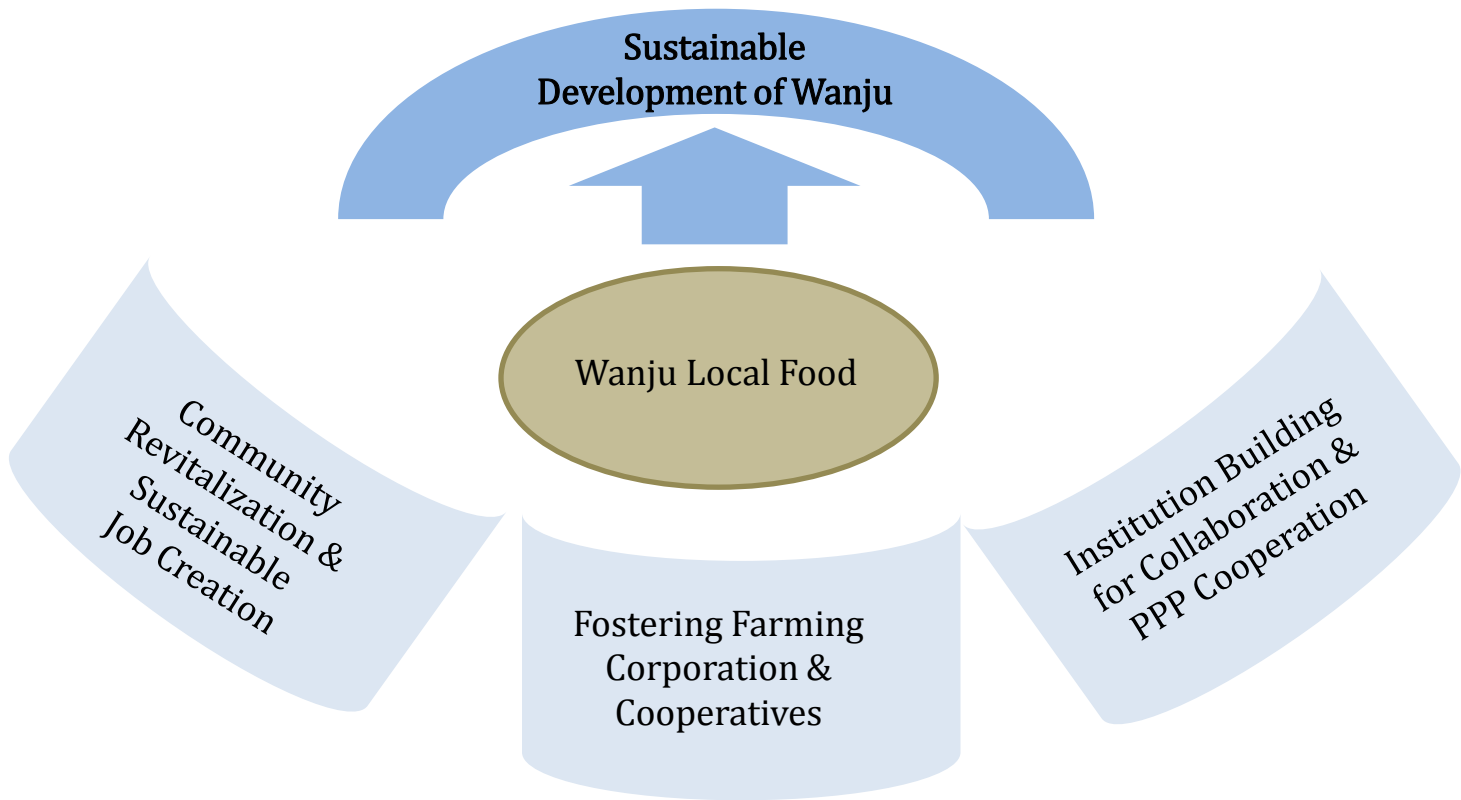 Sustainable
Development of Wanju
Wanju Local Food
Community
Revitalization &
Sustainable
Job Creation
Fostering Farming
Corporation &
Cooperatives
Institution Building
for Collaboration &
PPP Cooperation